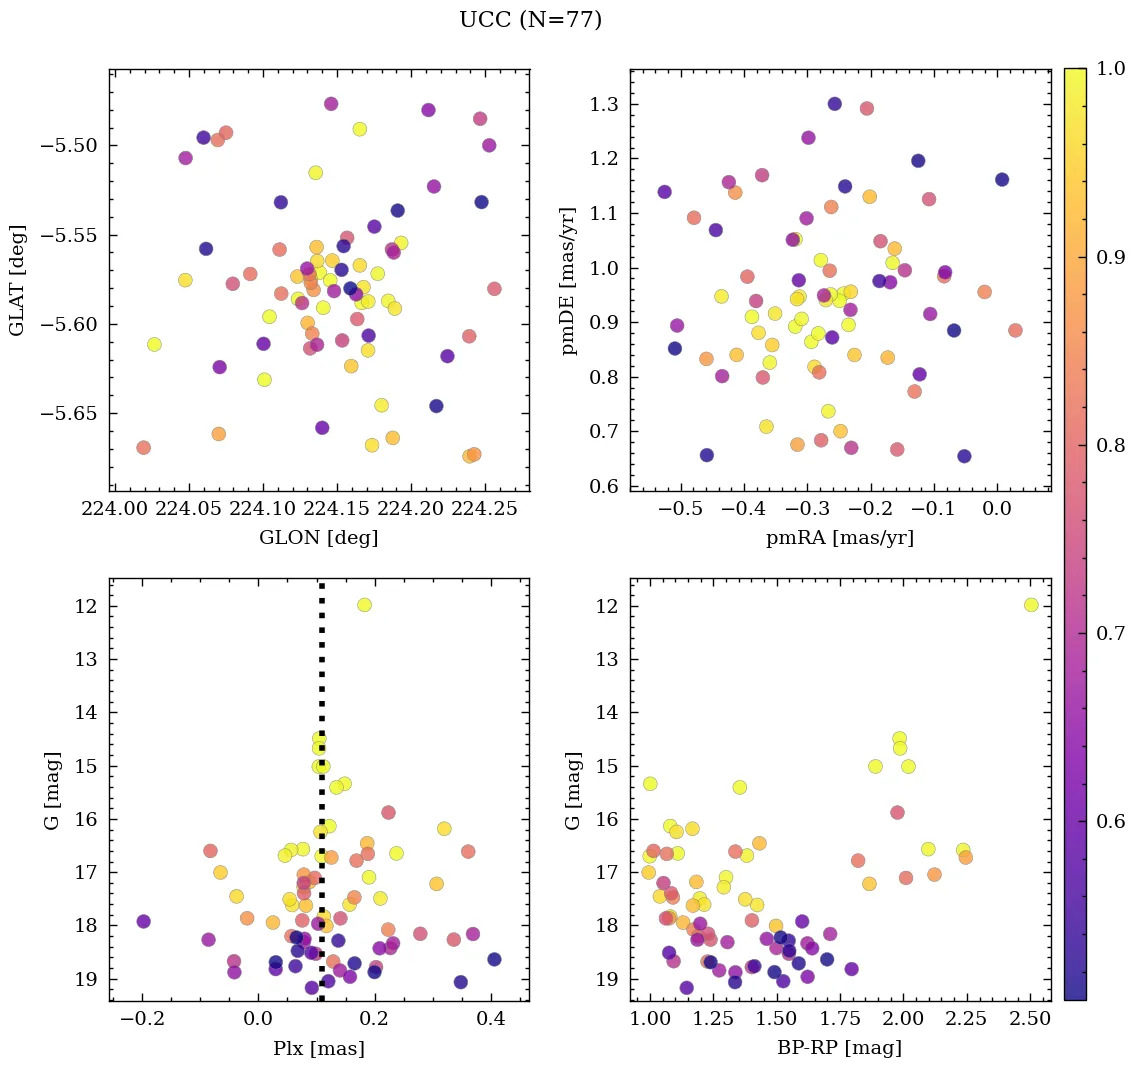 UCC (N=77)
−5.50
−5.55
−5.60
−5.65
GLAT [deg]
224.00 224.05 224.10 224.15 224.20 224.25
GLON [deg]
1.3
1.2
1.1
1.0
0.9
0.8
0.7
0.6
pmDE [mas/yr]
−0.5 −0.4 −0.3 −0.2 −0.1 0.0
pmRA [mas/yr]
1.0
0.9
0.8
0.7
0.6
12
13
14
15
16
17
18
19
G [mag]
−0.2 0.0 0.2 0.4
Plx [mas]
12
13
14
15
16
17
18
19
G [mag]
1.00 1.25 1.50 1.75 2.00 2.25 2.50
BP-RP [mag]